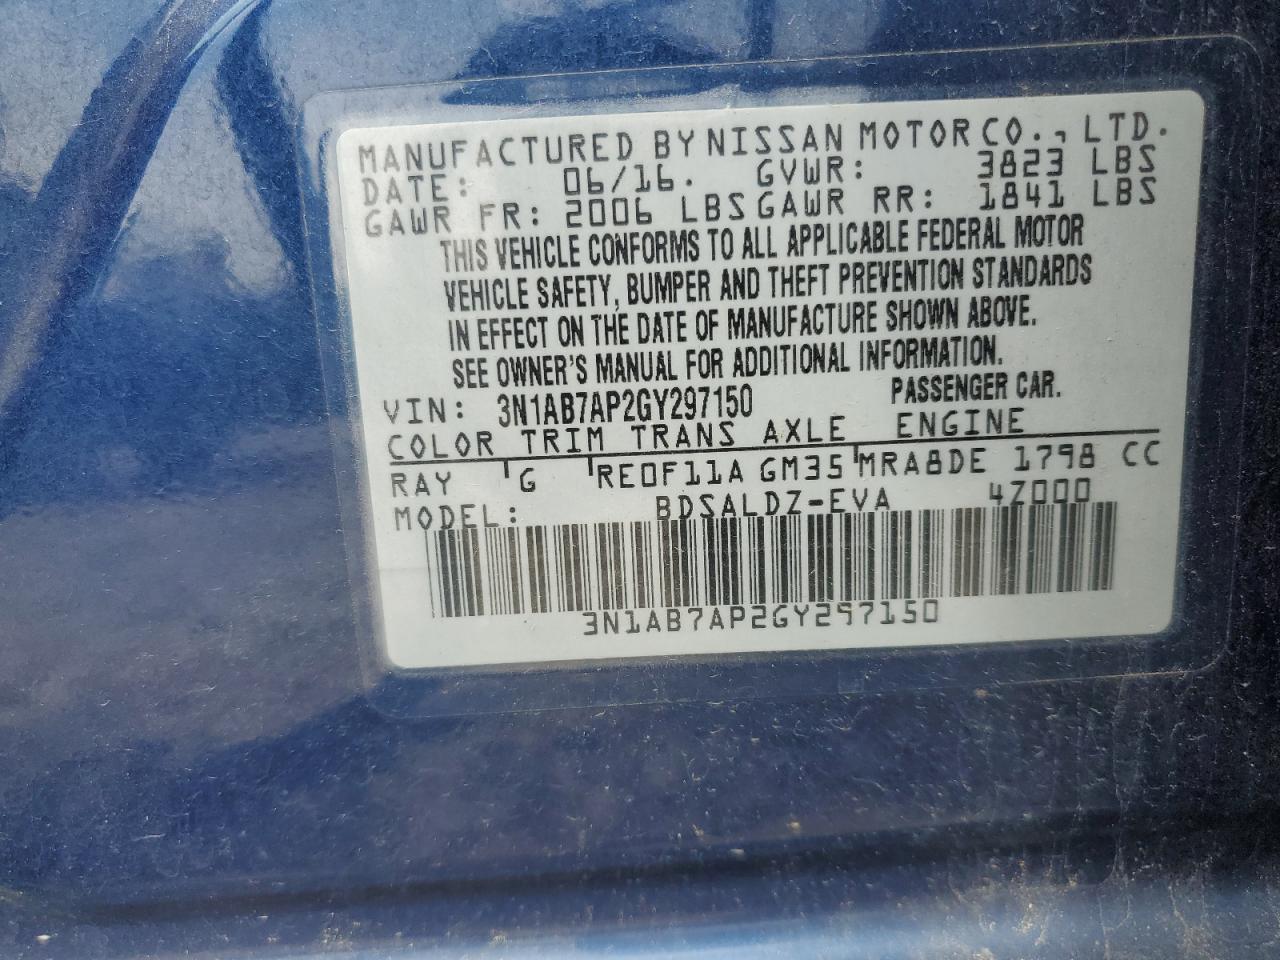 MANUFACTURED BY NISSAN MOTOR CO., LTD.
DATE: 06/16. GVWR: 3823 LBS
GAWR FR: 2006 LBS GAWR RR: 1841 LBS
THIS VEHICLE CONFORMS TO ALL APPLICABLE FEDERAL MOTOR
VEHICLE SAFETY, BUMPER AND THEFT PREVENTION STANDARDS
IN EFFECT ON THE DATE OF MANUFACTURE SHOWN ABOVE.
SEE OWNER'S MANUAL FOR ADDITIONAL INFORMATION.
VIN: 3N1AB7AP2GY297150 PASSENGER CAR.
COLOR TRIM TRANS AXLE ENGINE
RAY G RE0F11A GM35 MRA8DE 1798 CC
MODEL: BDSALDZ-EVA 4Z000
3N1AB7AP2GY297150